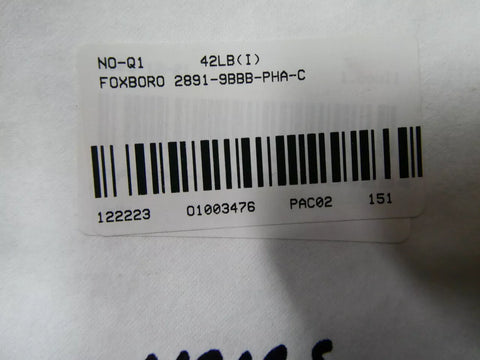 NO-Q1 42LB(I)
FOXBORO 2891-9BBB-PHA-C
122223 01003476 PAC02 151